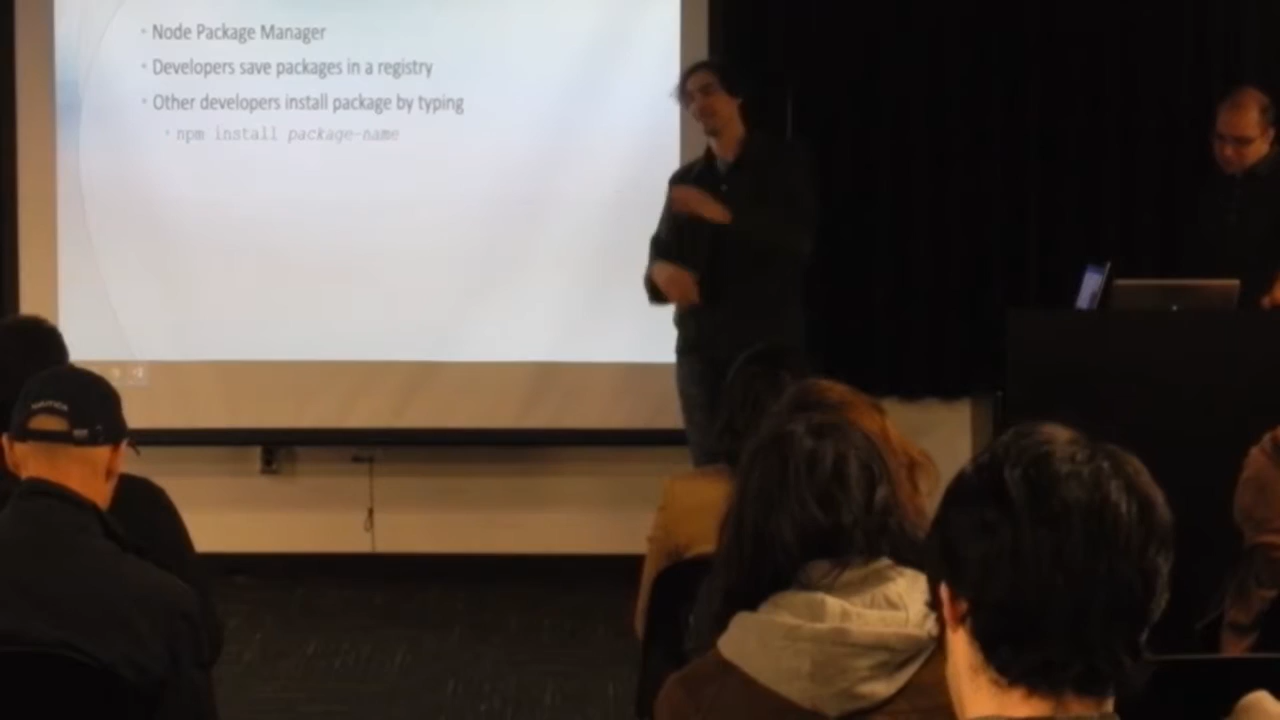 • Node Package Manager
• Developers save packages in a registry
• Other developers install package by typing
• npm install package-name